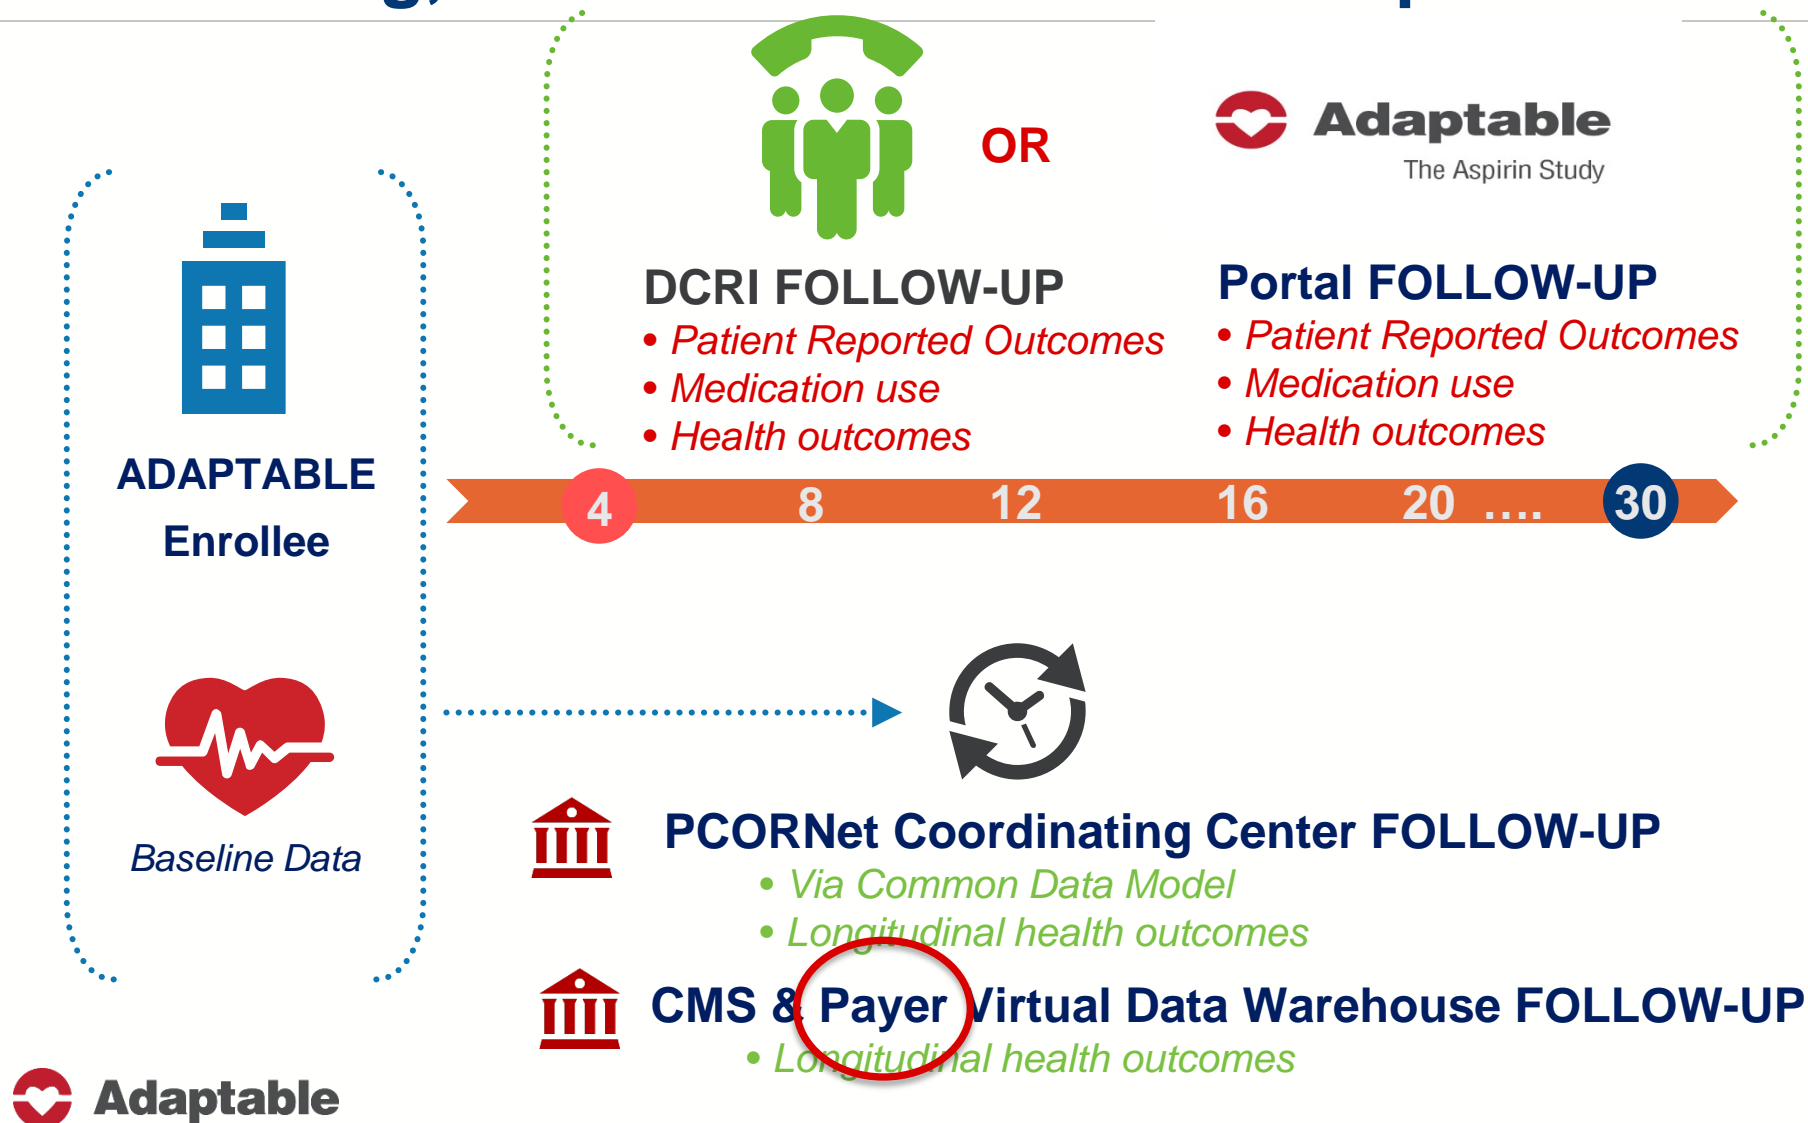 OR
Adaptable
The Aspirin Study
DCRI FOLLOW-UP
• Patient Reported Outcomes
• Medication use
• Health outcomes
Portal FOLLOW-UP
• Patient Reported Outcomes
• Medication use
• Health outcomes
ADAPTABLE
Enrollee
4 8 12 16 20 .... 30
Baseline Data
PCORNet Coordinating Center FOLLOW-UP
• Via Common Data Model
• Longitudinal health outcomes
CMS & Payer Virtual Data Warehouse FOLLOW-UP
• Longitudinal health outcomes
Adaptable